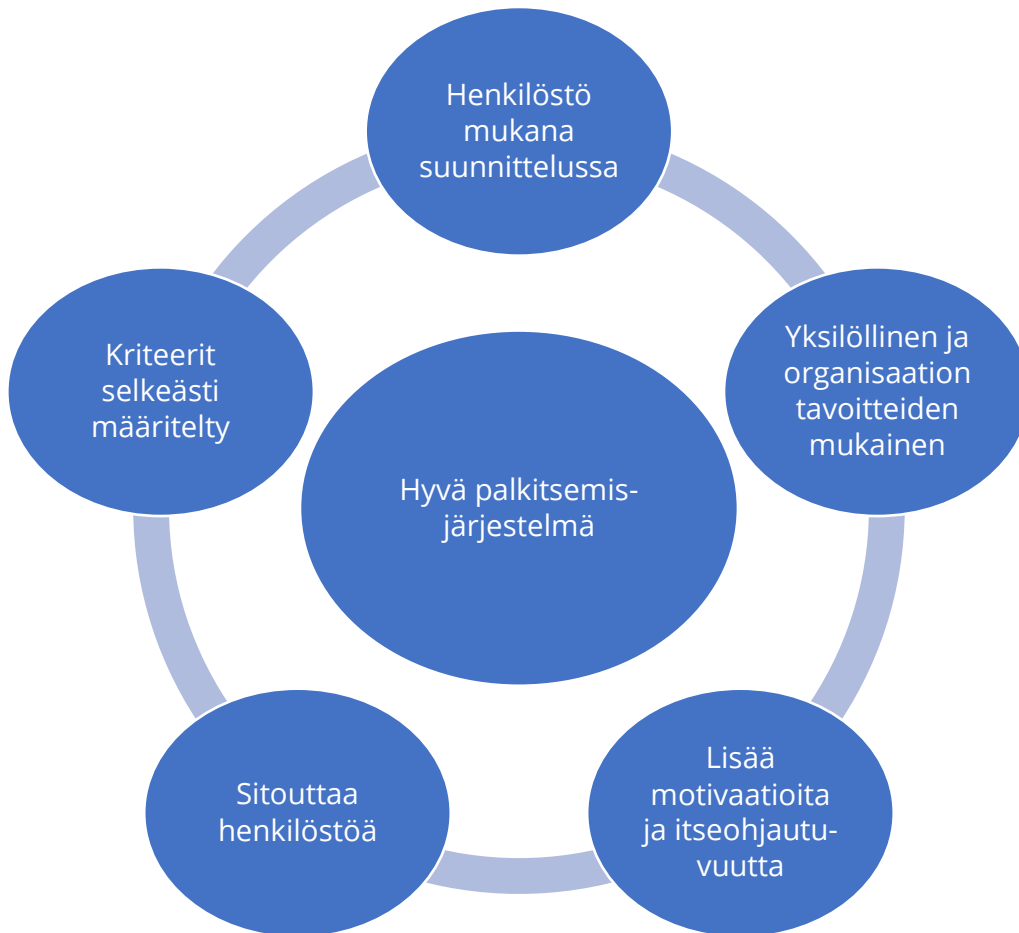 Henkilöstö
mukana
suunnittelussa
Yksilöllinen ja
organisaation
tavoitteiden
mukainen
Lisää
motivaatioita
ja itseohjautu-
vuutta
Sitouttaa
henkilöstöä
Kriteerit
selkeästi
määritelty
Hyvä palkitsemis-
järjestelmä